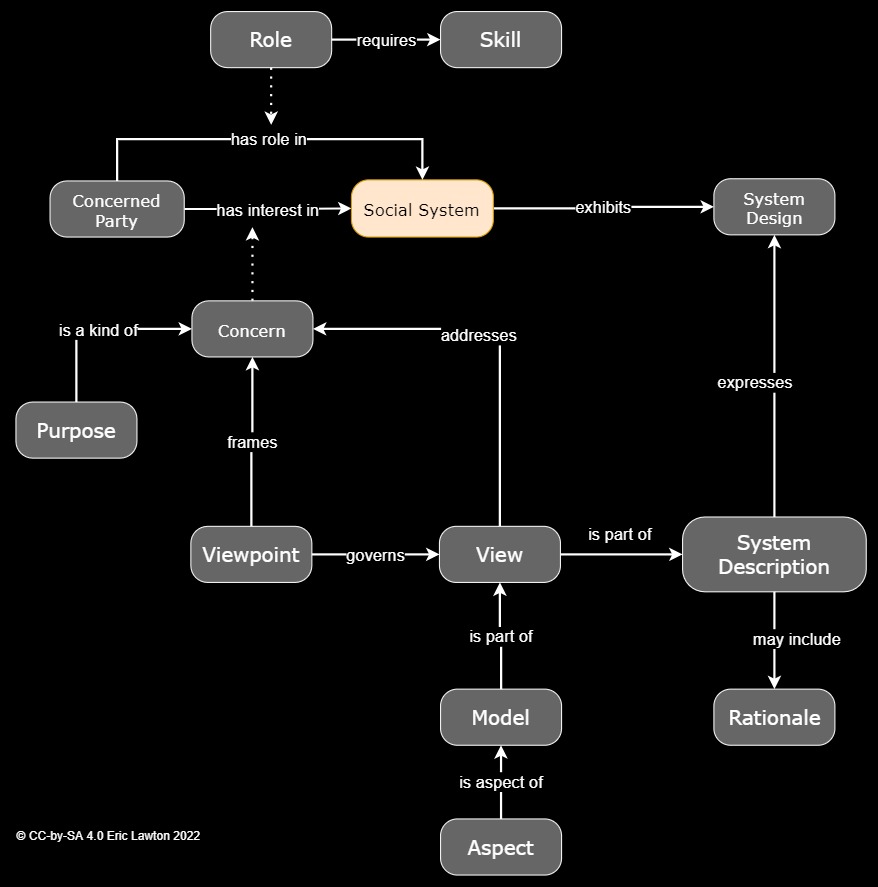 Role
requires
Skill
has role in
Concerned
Party
has interest in
Social System
exhibits
System
Design
is a kind of
Concern
addresses
expresses
Purpose
frames
Viewpoint
governs
View
is part of
System
Description
is part of
may include
Model
Rationale
is aspect of
Aspect
© CC-by-SA 4.0 Eric Lawton 2022